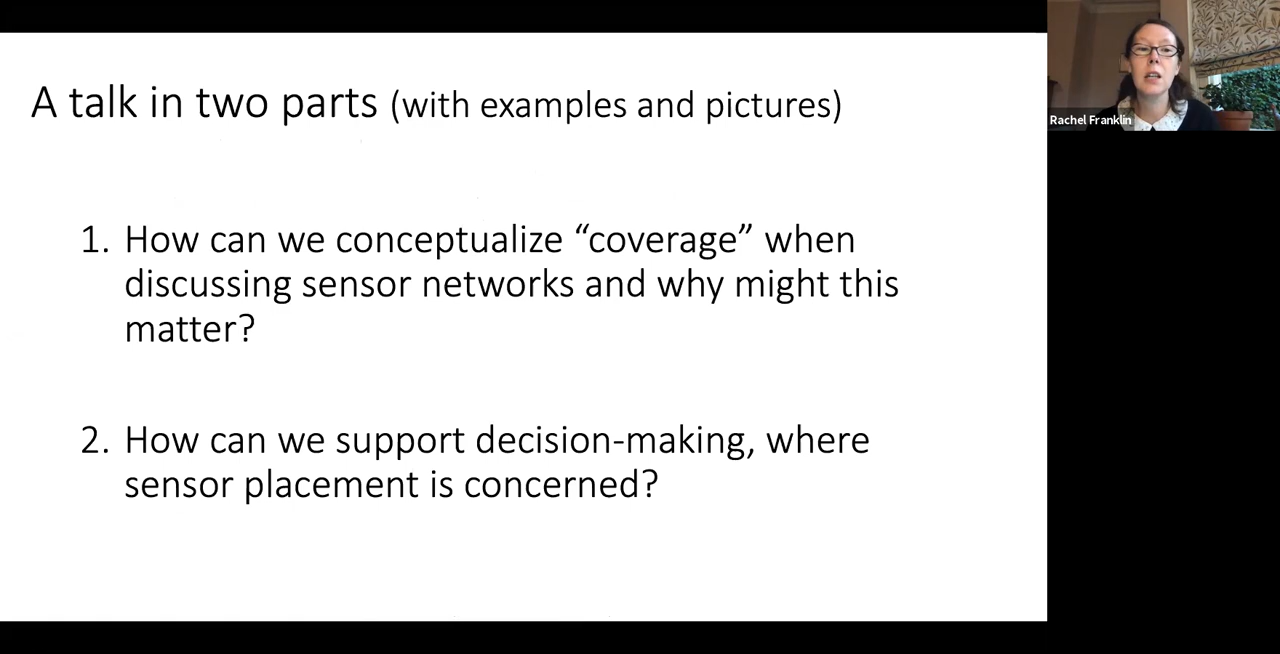 A talk in two parts (with examples and pictures)
1. How can we conceptualize “coverage” when
discussing sensor networks and why might this
matter?
2. How can we support decision-making, where
sensor placement is concerned?
Rachel Franklin